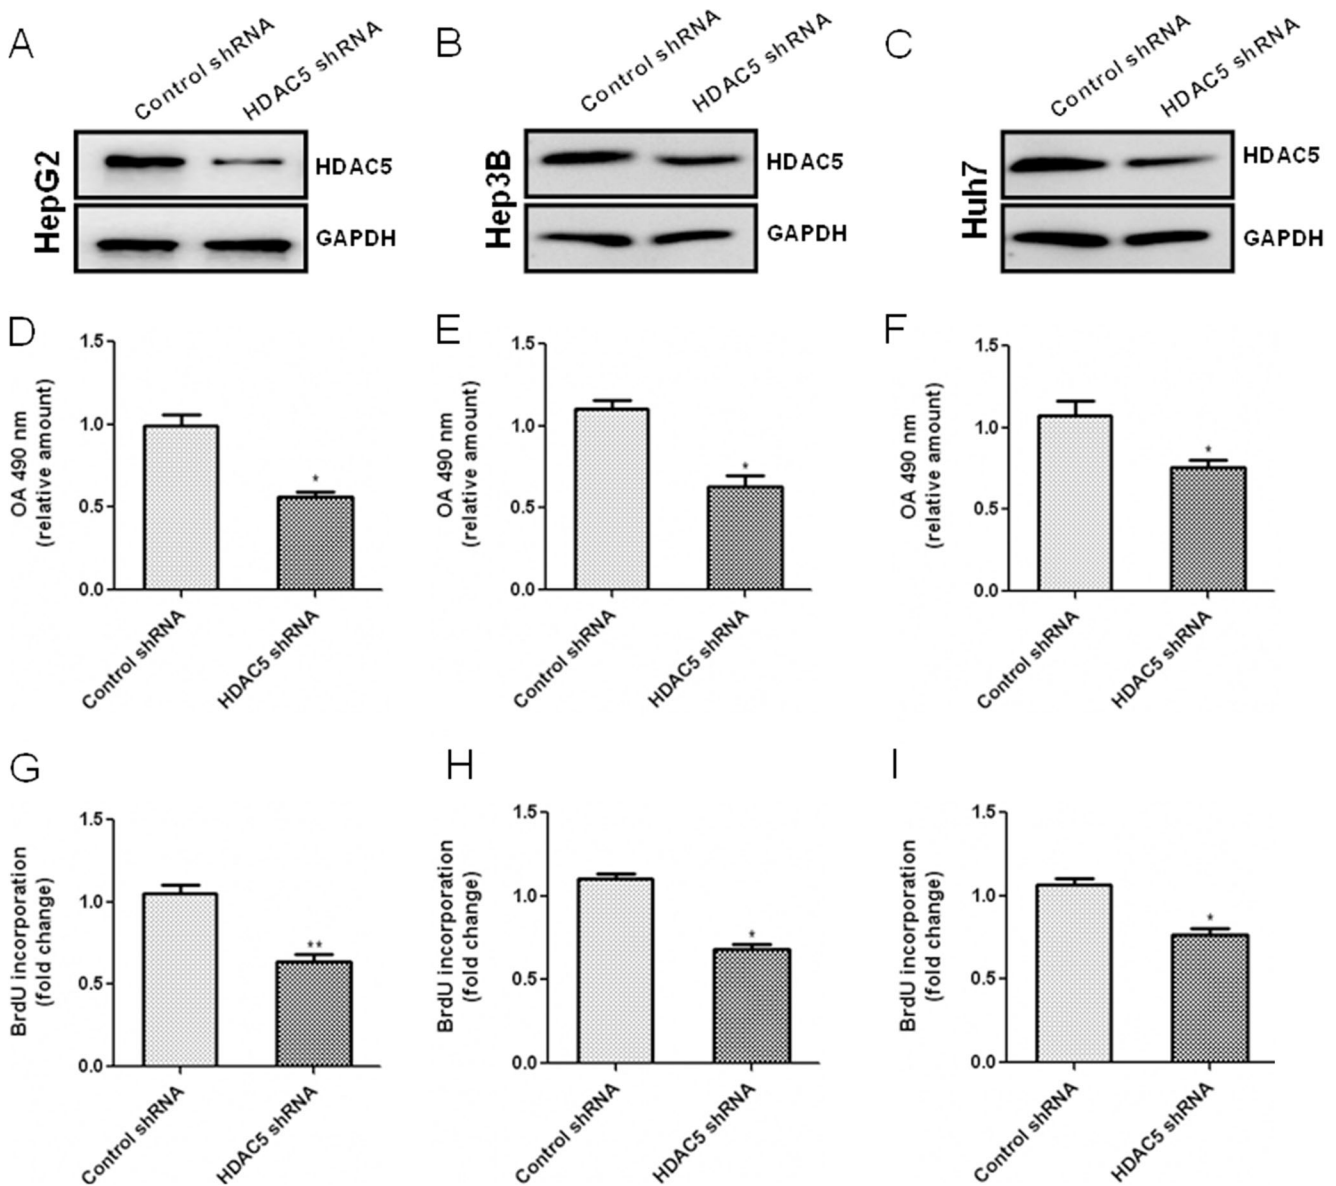 A
Control shRNA
HDAC5 shRNA
HepG2
HDAC5
GAPDH
B
Control shRNA
HDAC5 shRNA
Hep3B
HDAC5
GAPDH
C
Control shRNA
HDAC5 shRNA
Huh7
HDAC5
GAPDH
D
OA 490 nm
(relative amount)
1.5
1.0
0.5
0.0
*
Control shRNA
HDAC5 shRNA
E
OA 490 nm
(relative amount)
1.5
1.0
0.5
0.0
*
Control shRNA
HDAC5 shRNA
F
OA 490 nm
(relative amount)
1.5
1.0
0.5
0.0
*
Control shRNA
HDAC5 shRNA
G
BrdU incorporation
(fold change)
1.5
1.0
0.5
0.0
**
Control shRNA
HDAC5 shRNA
H
BrdU incorporation
(fold change)
1.5
1.0
0.5
0.0
*
Control shRNA
HDAC5 shRNA
I
BrdU incorporation
(fold change)
1.5
1.0
0.5
0.0
*
Control shRNA
HDAC5 shRNA